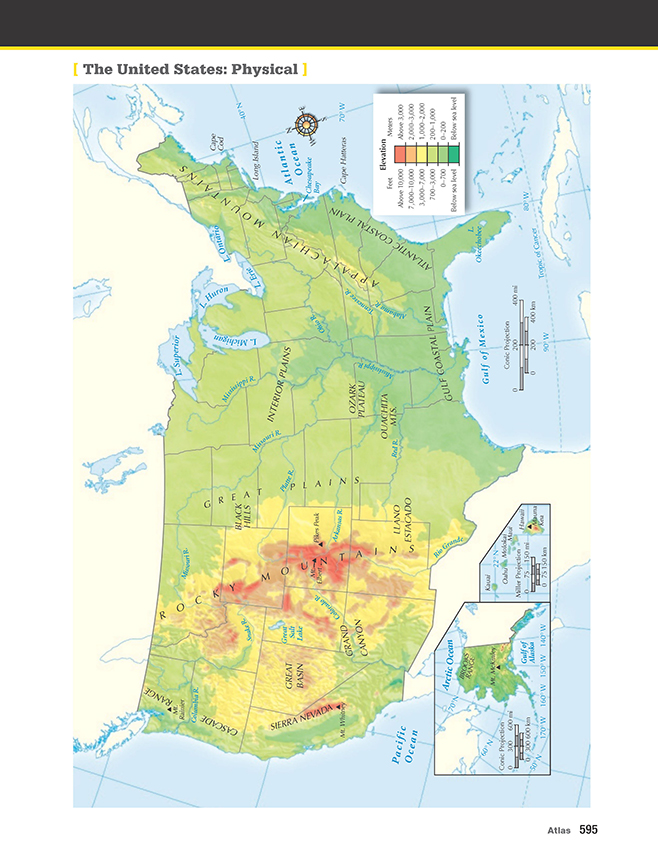 [ The United States: Physical ]
Cape
Cod
Long Island
Atlantic
Ocean
Chesapeake
Bay
Cape Hatteras
40°N
70°W
N
E
S
W
Elevation
Feet
Meters
Above 10,000
Above 3,000
7,000–10,000
2,000–3,000
3,000–7,000
1,000–2,000
700–3,000
200–1,000
0–700
0–200
Below sea level
Below sea level
APPALACHIAN MOUNTAINS
ATLANTIC COASTAL PLAIN
ATLANTIC COASTAL PLAIN
L. Ontario
L. Erie
L. Huron
L. Michigan
L. Superior
Ohio R.
Tennessee R.
Alabama R.
L.
Okeechobee
80°W
Tropic of Cancer
GULF COASTAL PLAIN
Gulf of Mexico
90°W
Conic Projection
0 200 400 mi
0 200 400 km
Mississippi R.
Mississippi R.
INTERIOR PLAINS
OZARK
PLATEAU
OUACHITA
MTS.
Missouri R.
Platte R.
Red R.
GREAT PLAINS
BLACK
HILLS
LLANO
ESTACADO
Pikes Peak
Arkansas R.
Missouri R.
ROCKY MOUNTAINS
Mt.
Elbert
Rio Grande
Colorado R.
Snake R.
Great
Salt
Lake
GRAND
CANYON
GREAT
BASIN
CASCADE RANGE
Mt.
Rainier
Columbia R.
SIERRA NEVADA
Mt. Whitney
Pacific
Ocean
Kauai
22°N
Oahu
Molokai
Maui
Hawaii
Mauna
Kea
Miller Projection
0 75 150 mi
0 75 150 km
Arctic Ocean
BROOKS
RANGE
Mt. McKinley
Gulf of
Alaska
70°N
60°N
50°N
170°W
160°W
150°W
140°W
Conic Projection
0 300 600 mi
0 300 600 km
Atlas 595